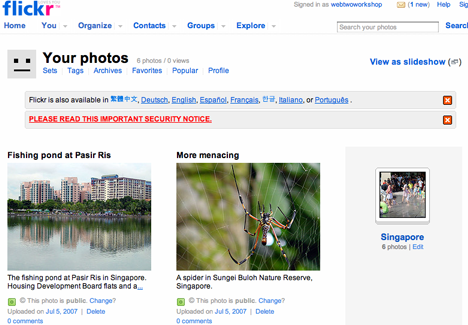 flickr™
Signed in as webtwoworkshop (1 new) Help
Home You Organize Contacts Groups Explore
Search your photos Search
Your photos 6 photos / 0 views
Sets Tags Archives Favorites Popular Profile
View as slideshow
Flickr is also available in 繁體中文, Deutsch, English, Español, Français, 한글, Italiano, or Português .
PLEASE READ THIS IMPORTANT SECURITY NOTICE.
Fishing pond at Pasir Ris
The fishing pond at Pasir Ris in Singapore.
Housing Development Board flats and a...
© This photo is public. Change?
Uploaded on Jul 5, 2007 | Delete
0 comments
More menacing
A spider in Sungei Buloh Nature Reserve,
Singapore.
© This photo is public. Change?
Uploaded on Jul 5, 2007 | Delete
0 comments
Singapore
6 photos | Edit